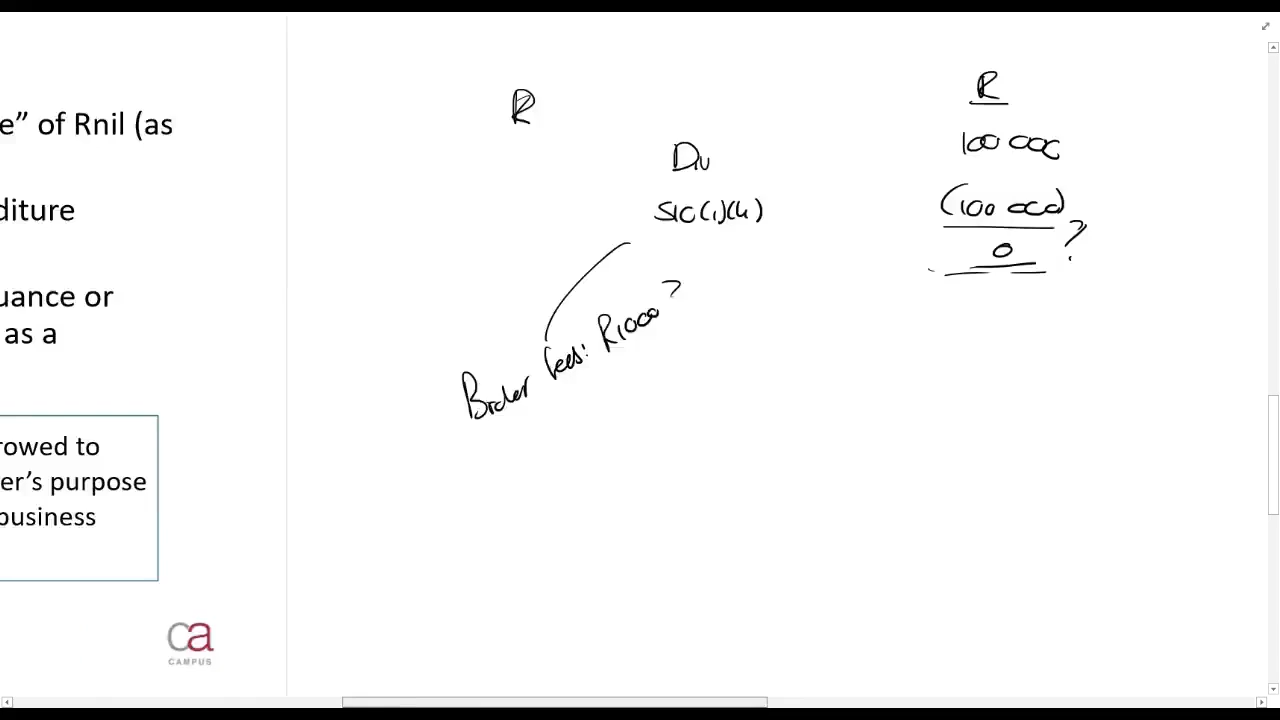 e” of Rnil (as
diture
uance or
as a
rowed to
er’s purpose
business
ca
CAMPUS
R
R
100 000
Div
S10(1)(k)
(100 000)
0 ?
Broker fees: R1000 ?